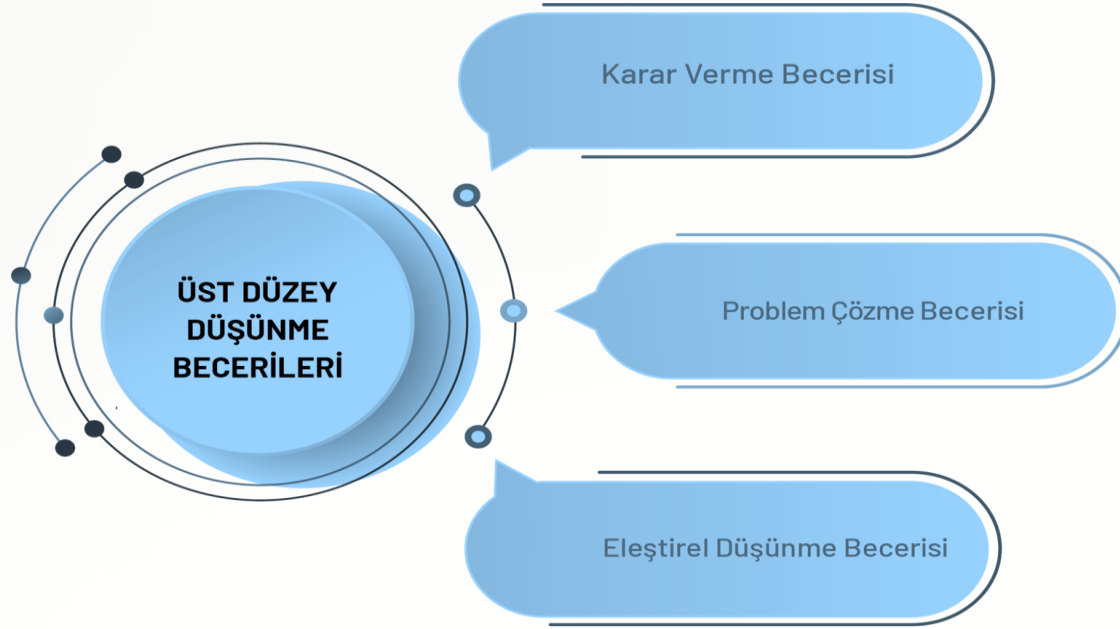 Karar Verme Becerisi
ÜST DÜZEY
DÜŞÜNME
BECERİLERİ
Problem Çözme Becerisi
Eleştirel Düşünme Becerisi